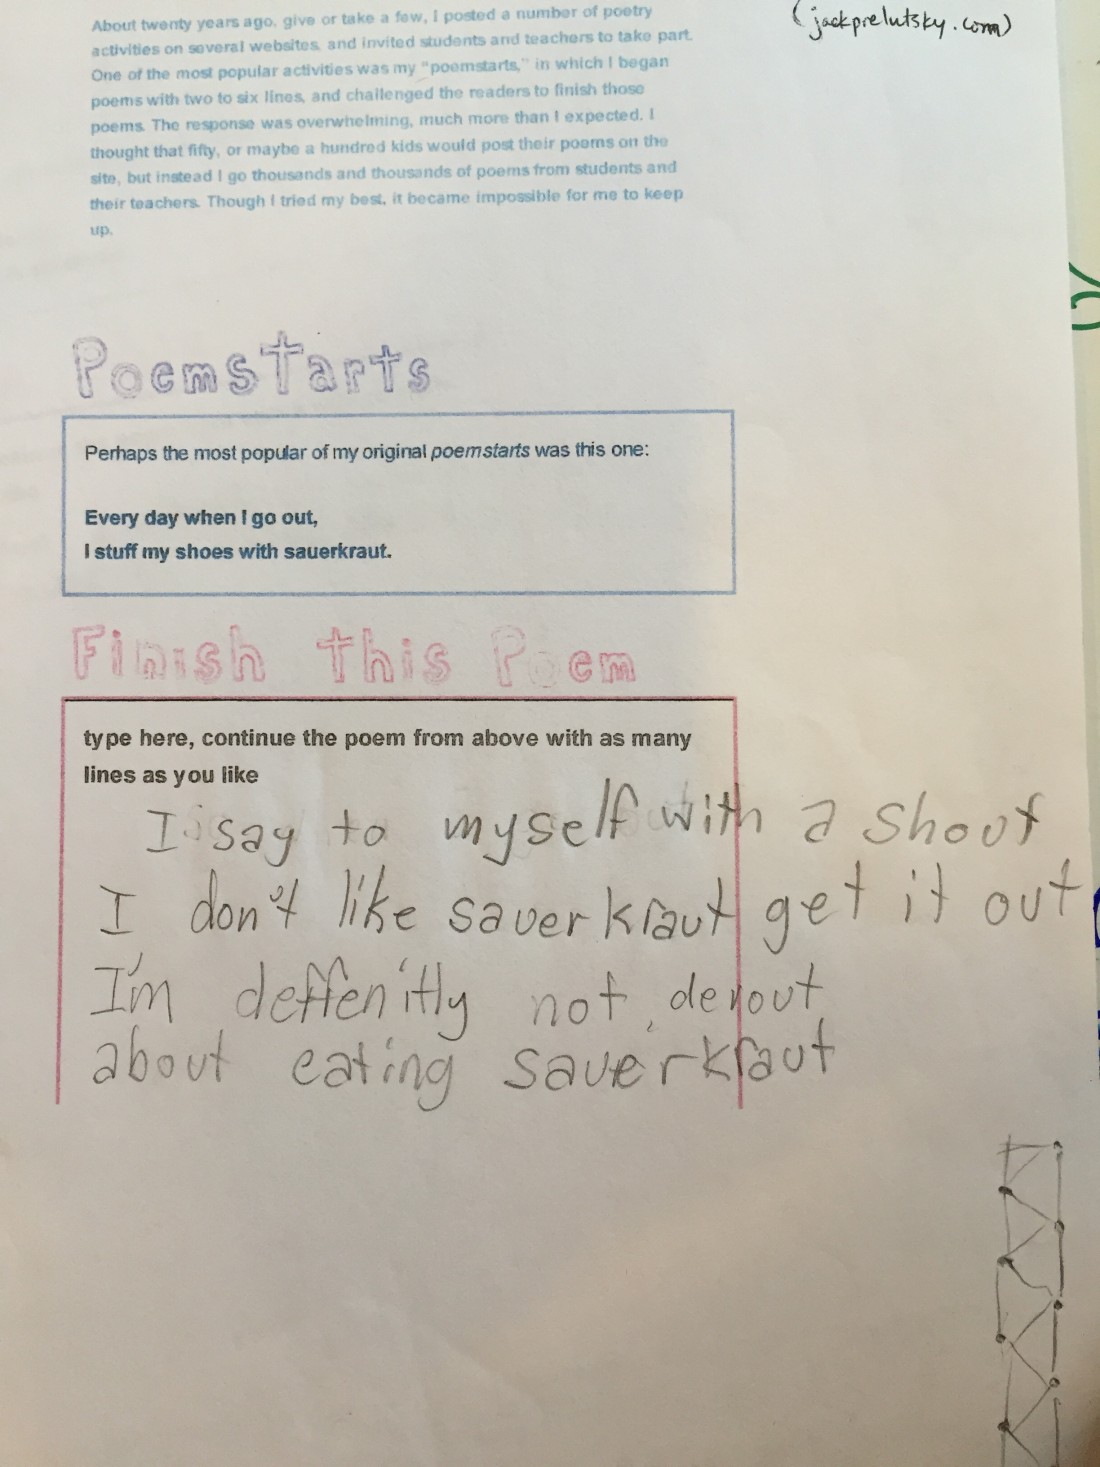 About twenty years ago, give or take a few, I posted a number of poetry
(jackprelutsky.com)
activities on several websites, and invited students and teachers to take part.
One of the most popular activities was my "poemstarts," in which I began
poems with two to six lines, and challenged the readers to finish those
poems. The response was overwhelming, much more than I expected. I
thought that fifty, or maybe a hundred kids would post their poems on the
site, but instead I go thousands and thousands of poems from students and
their teachers. Though I tried my best, it became impossible for me to keep
up.
Poemstarts
Perhaps the most popular of my original poemstarts was this one:
Every day when I go out,
I stuff my shoes with sauerkraut.
Finish this Poem
type here, continue the poem from above with as many
lines as you like
I say to myself with a shout
I don't like sauerkraut get it out
I'm deffenitly not devout
about eating sauerkraut